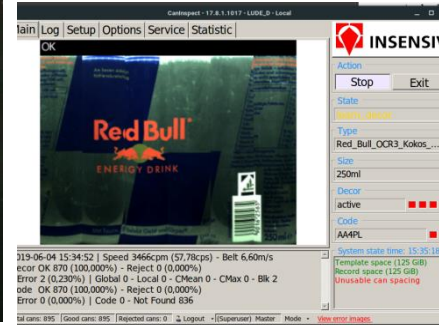 CanInspect - 17.8.1.1017 - LUDE_D - Local
Main Log Setup Options Service Statistic
OK
Red Bull
ENERGY DRINK
INSENSIV
Action
Stop Exit
State
Type
Red_Bull_OCR3_Kokos_...
Size
250ml
Decor
active
Code
AA4PL
System state time: 15:35:18
Template space (125 GiB)
Record space (125 GiB)
Unusable can spacing
2019-06-04 15:34:52 | Speed 3466cpm (57,78cps) - Belt 6,60m/s
Decor OK 870 (100,000%) - Reject 0 (0,000%)
Error 2 (0,230%) | Global 0 - Local 0 - CMean 0 - CMax 0 - Blk 2
Code OK 870 (100,000%) - Reject 0 (0,000%)
Error 0 (0,000%) | Code 0 - Not Found 836
Total cans: 895 Good cans: 895 Rejected cans: 0 Logout (Superuser) Master Mode View error images.